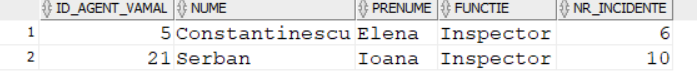 ID_AGENT_VAMAL NUME PRENUME FUNCTIE NR_INCIDENTE
1 5 Constantinescu Elena Inspector 6
2 21 Serban Ioana Inspector 10